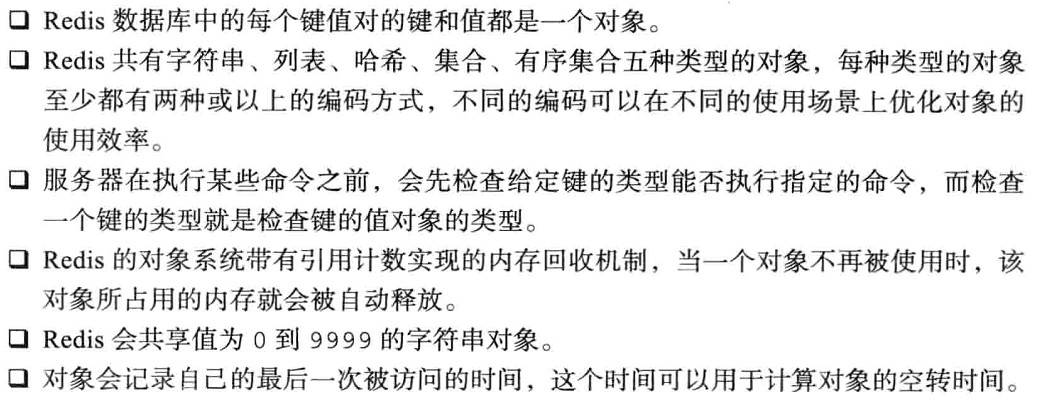 ❑ Redis 数据库中的每个键值对的键和值都是一个对象。
❑ Redis 共有字符串、列表、哈希、集合、有序集合五种类型的对象，每种类型的对象
至少都有两种或以上的编码方式，不同的编码可以在不同的使用场景上优化对象的
使用效率。
❑ 服务器在执行某些命令之前，会先检查给定键的类型能否执行指定的命令，而检查
一个键的类型就是检查键的值对象的类型。
❑ Redis 的对象系统带有引用计数实现的内存回收机制，当一个对象不再被使用时，该
对象所占用的内存就会被自动释放。
❑ Redis 会共享值为 0 到 9999 的字符串对象。
❑ 对象会记录自己的最后一次被访问的时间，这个时间可以用于计算对象的空转时间。